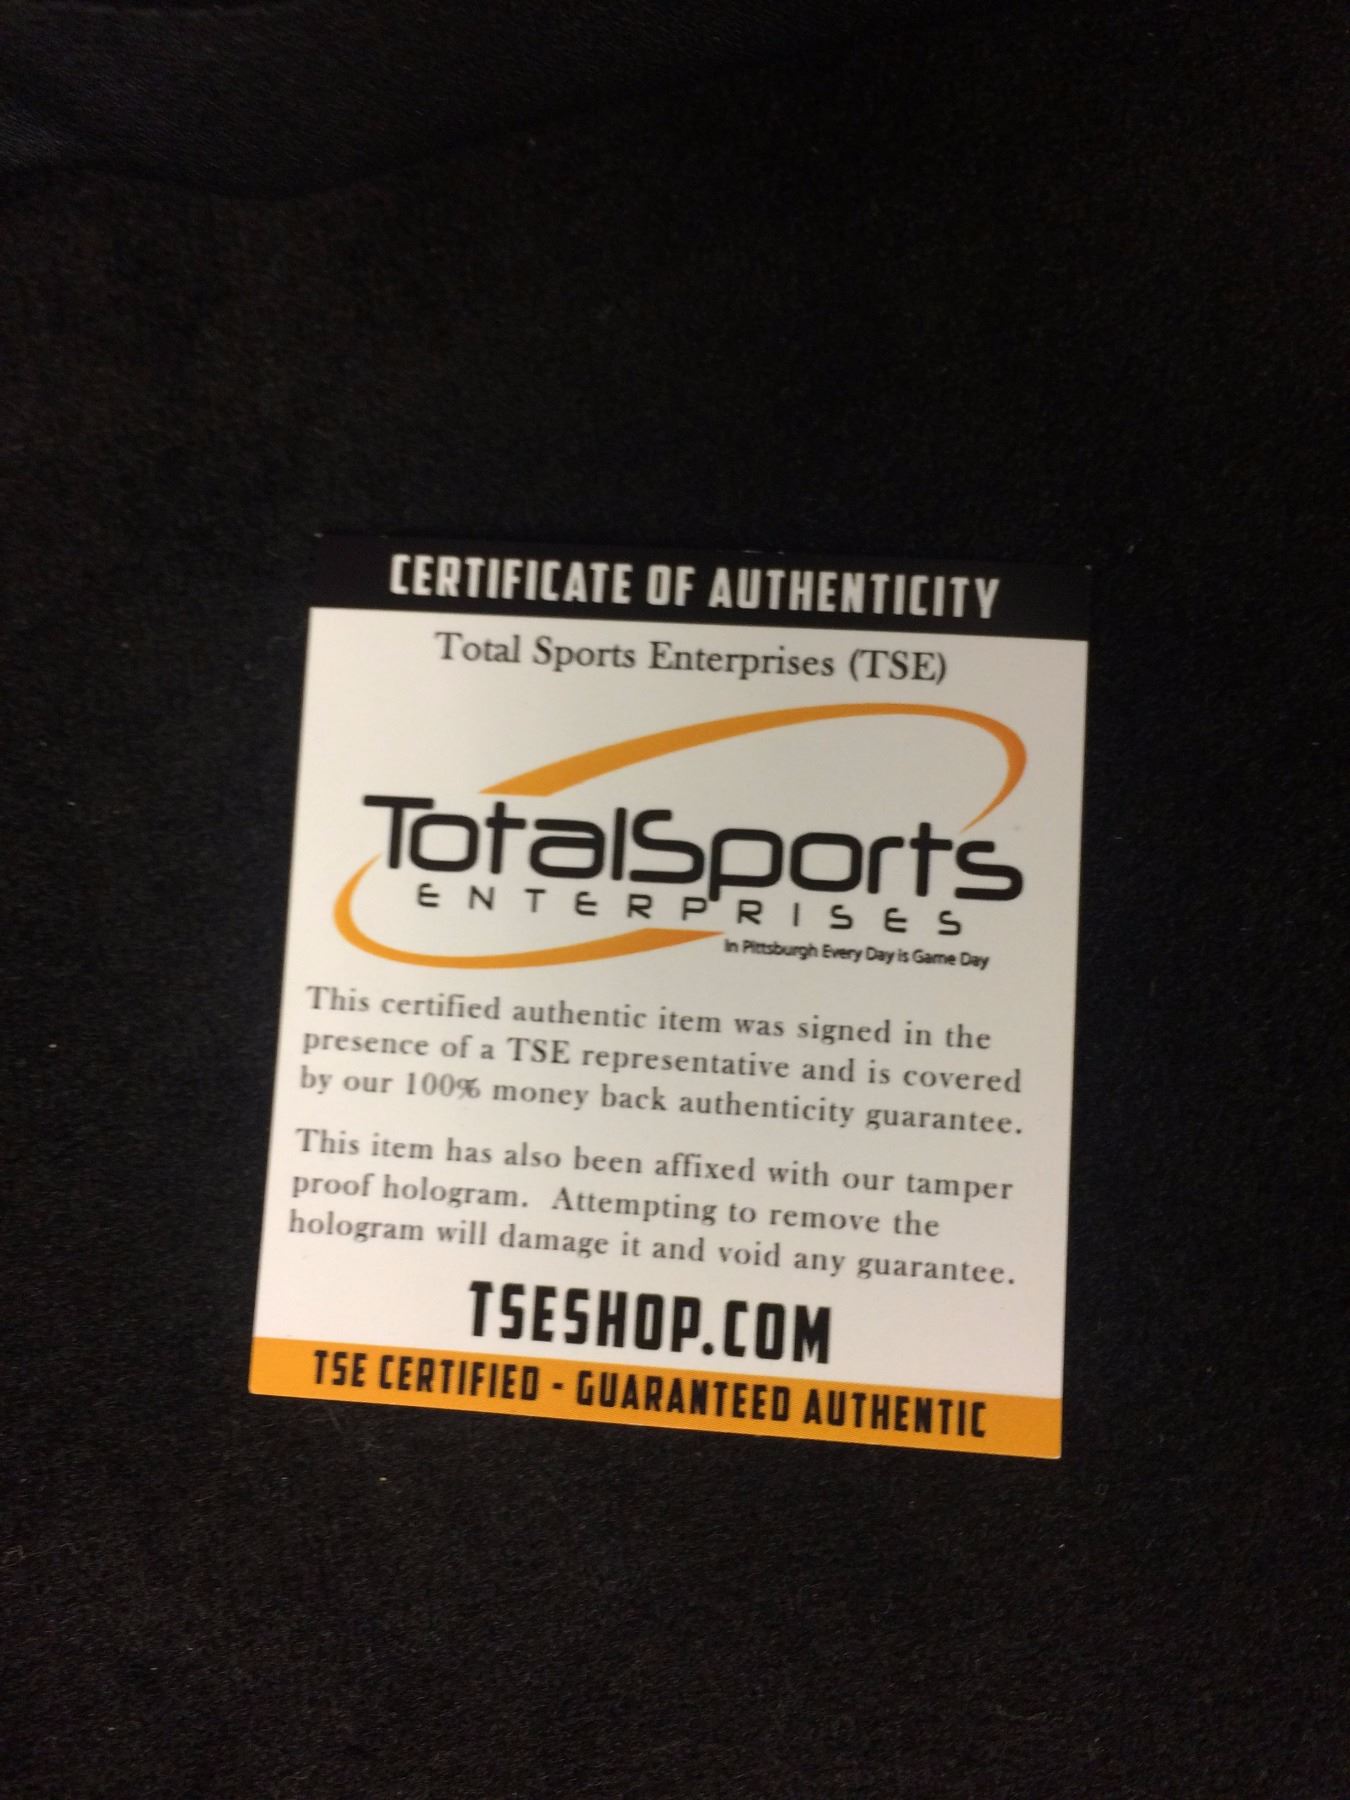 CERTIFICATE OF AUTHENTICITY
Total Sports Enterprises (TSE)
TotalSports
ENTERPRISES
In Pittsburgh Every Day is Game Day
This certified authentic item was signed in the
presence of a TSE representative and is covered
by our 100% money back authenticity guarantee.
This item has also been affixed with our tamper
proof hologram. Attempting to remove the
hologram will damage it and void any guarantee.
TSESHOP.COM
TSE CERTIFIED - GUARANTEED AUTHENTIC